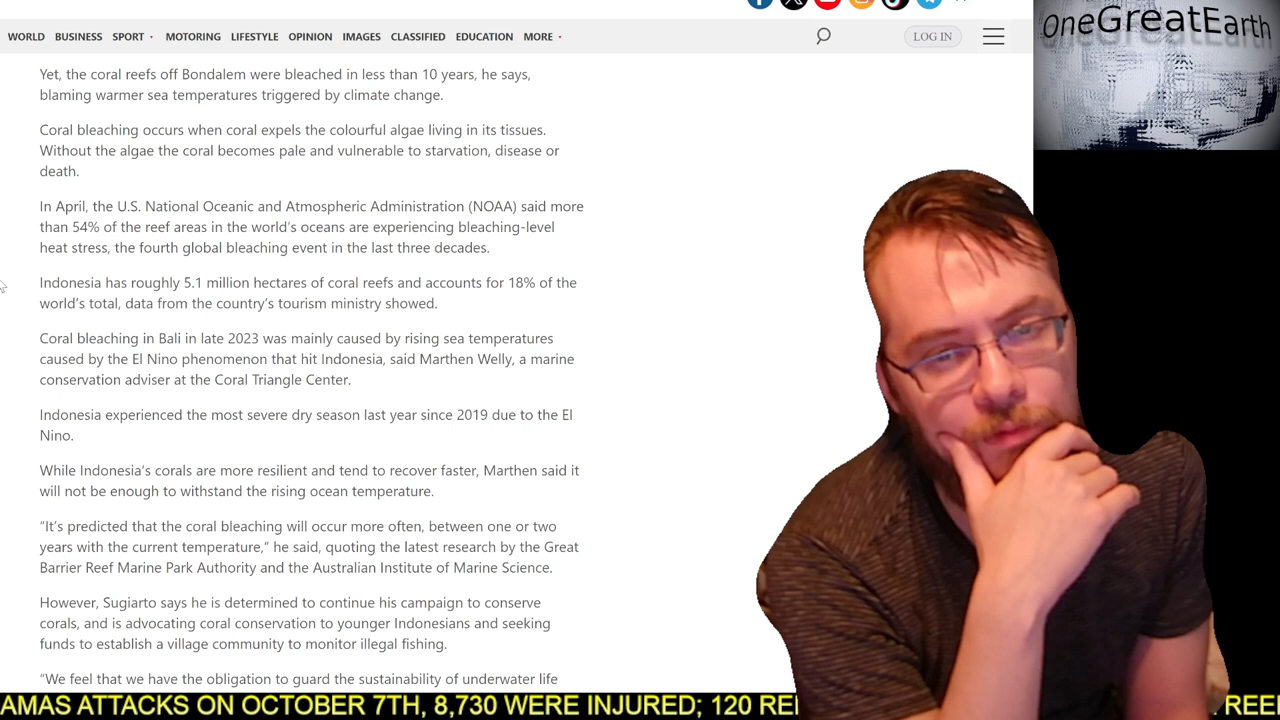 WORLD BUSINESS SPORT MOTORING LIFESTYLE OPINION IMAGES CLASSIFIED EDUCATION MORE LOG IN
OneGreatEarth
Yet, the coral reefs off Bondalem were bleached in less than 10 years, he says,
blaming warmer sea temperatures triggered by climate change.
Coral bleaching occurs when coral expels the colourful algae living in its tissues.
Without the algae the coral becomes pale and vulnerable to starvation, disease or
death.
In April, the U.S. National Oceanic and Atmospheric Administration (NOAA) said more
than 54% of the reef areas in the world’s oceans are experiencing bleaching-level
heat stress, the fourth global bleaching event in the last three decades.
Indonesia has roughly 5.1 million hectares of coral reefs and accounts for 18% of the
world’s total, data from the country’s tourism ministry showed.
Coral bleaching in Bali in late 2023 was mainly caused by rising sea temperatures
caused by the El Nino phenomenon that hit Indonesia, said Marthen Welly, a marine
conservation adviser at the Coral Triangle Center.
Indonesia experienced the most severe dry season last year since 2019 due to the El
Nino.
While Indonesia’s corals are more resilient and tend to recover faster, Marthen said it
will not be enough to withstand the rising ocean temperature.
“It’s predicted that the coral bleaching will occur more often, between one or two
years with the current temperature,” he said, quoting the latest research by the Great
Barrier Reef Marine Park Authority and the Australian Institute of Marine Science.
However, Sugiarto says he is determined to continue his campaign to conserve
corals, and is advocating coral conservation to younger Indonesians and seeking
funds to establish a village community to monitor illegal fishing.
“We feel that we have the obligation to guard the sustainability of underwater life
AMAS ATTACKS ON OCTOBER 7TH, 8,730 WERE INJURED; 120 REE